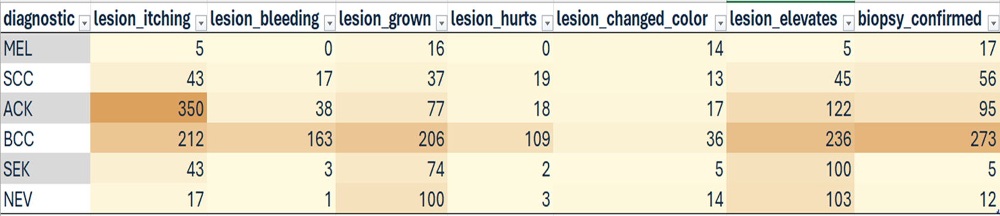 diagnostic lesion_itching lesion_bleeding lesion_grown lesion_hurts lesion_changed_color lesion_elevates biopsy_confirmed
MEL 5 0 16 0 14 5 17
SCC 43 17 37 19 13 45 56
ACK 350 38 77 18 17 122 95
BCC 212 163 206 109 36 236 273
SEK 43 3 74 2 5 100 5
NEV 17 1 100 3 14 103 12